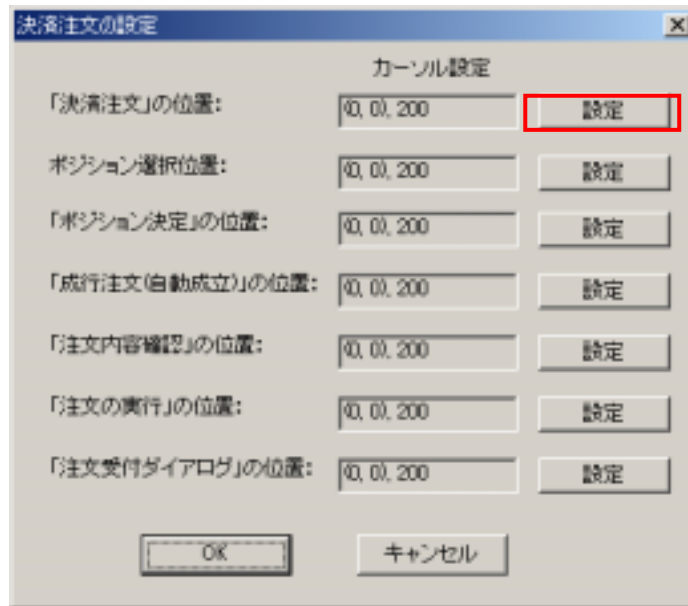 決済注文の設定
カーソル設定
「決済注文」の位置: (0, 0), 200 設定
ポジション選択位置: (0, 0), 200 設定
「ポジション決定」の位置: (0, 0), 200 設定
「成行注文(自動成立)」の位置: (0, 0), 200 設定
「注文内容確認」の位置: (0, 0), 200 設定
「注文の実行」の位置: (0, 0), 200 設定
「注文受付ダイアログ」の位置: (0, 0), 200 設定
OK キャンセル